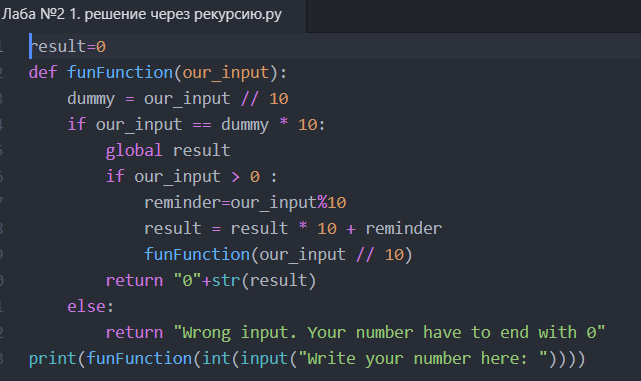 Лаба №2 1. решение через рекурсию.py
result=0
def funFunction(our_input):
    dummy = our_input // 10
    if our_input == dummy * 10:
        global result
        if our_input > 0 :
            reminder=our_input%10
            result = result * 10 + reminder
            funFunction(our_input // 10)
        return "0"+str(result)
    else:
        return "Wrong input. Your number have to end with 0"
print(funFunction(int(input("Write your number here: "))))